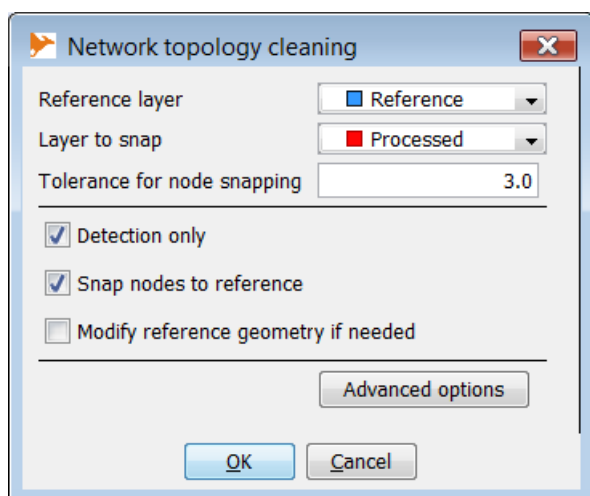 Network topology cleaning
Reference layer Reference
Layer to snap Processed
Tolerance for node snapping 3.0
Detection only
Snap nodes to reference
Modify reference geometry if needed
Advanced options
OK Cancel